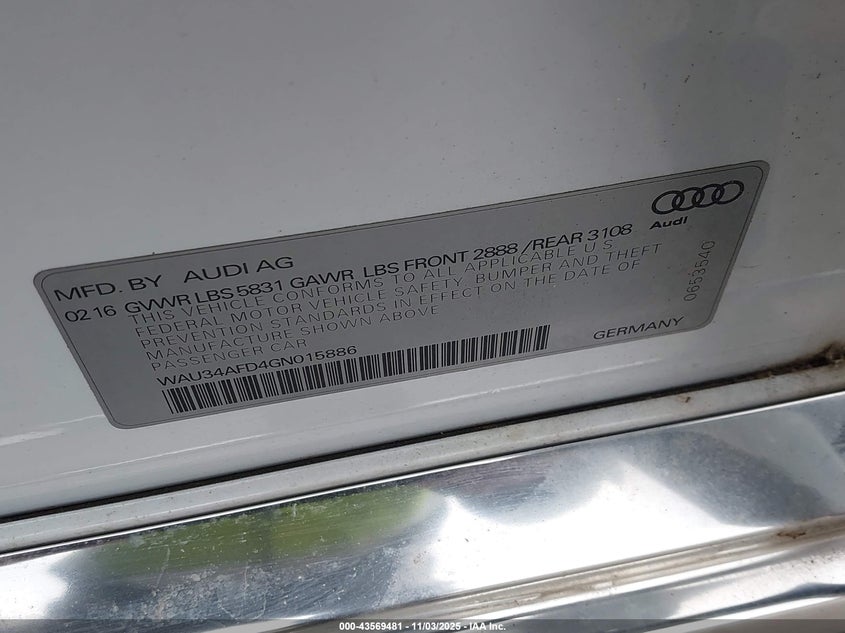 Audi
MFD. BY AUDI AG
02 16 GVWR LBS 5831 GAWR LBS FRONT 2888 /REAR 3108
THIS VEHICLE CONFORMS TO ALL APPLICABLE U S
FEDERAL MOTOR VEHICLE SAFETY, BUMPER AND THEFT
PREVENTION STANDARDS IN EFFECT ON THE DATE OF
MANUFACTURE SHOWN ABOVE
PASSENGER CAR
GERMANY
WAU34AFD4GN015886
0653540
000-43569481 - 11/03/2025 - IAA Inc.